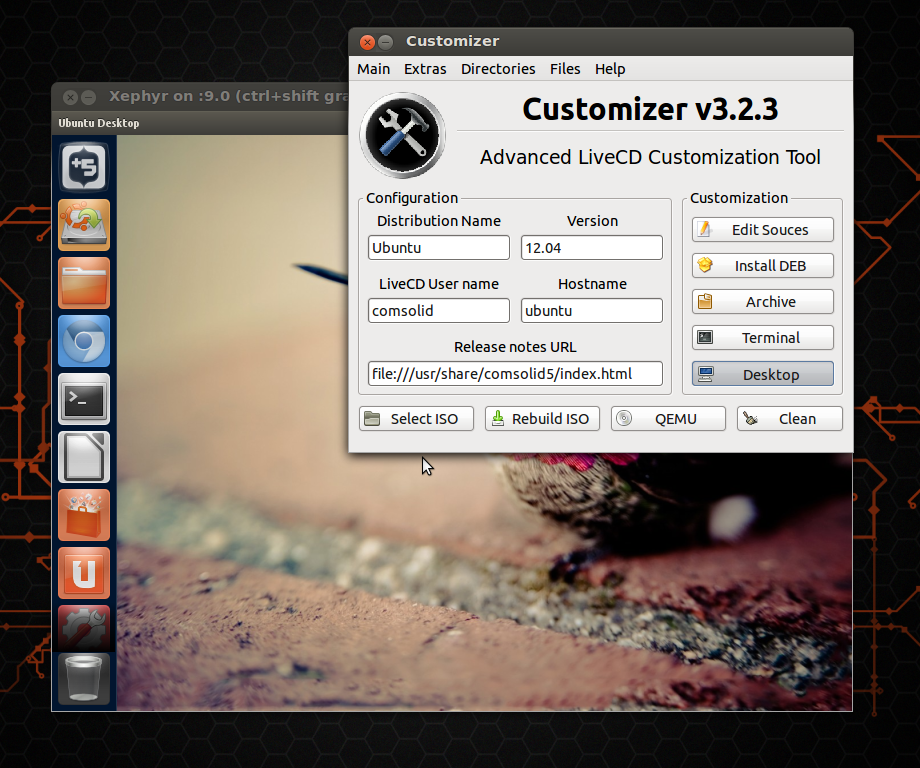 Customizer
Main Extras Directories Files Help
Customizer v3.2.3
Advanced LiveCD Customization Tool
Xephyr on :9.0 (ctrl+shift gra
Ubuntu Desktop
Configuration
Distribution Name Version
Ubuntu 12.04
LiveCD User name Hostname
comsolid ubuntu
Release notes URL
file:///usr/share/comsolid5/index.html
Customization
Edit Souces
Install DEB
Archive
Terminal
Desktop
Select ISO Rebuild ISO QEMU Clean
+5
>_
U